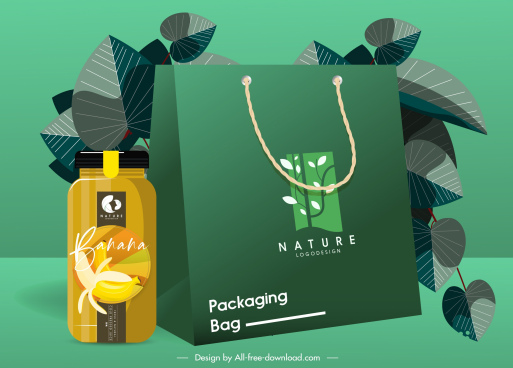 NATURE
Banana
NATURE
LOGODESIGN
Packaging
Bag
Design by All-free-download.com